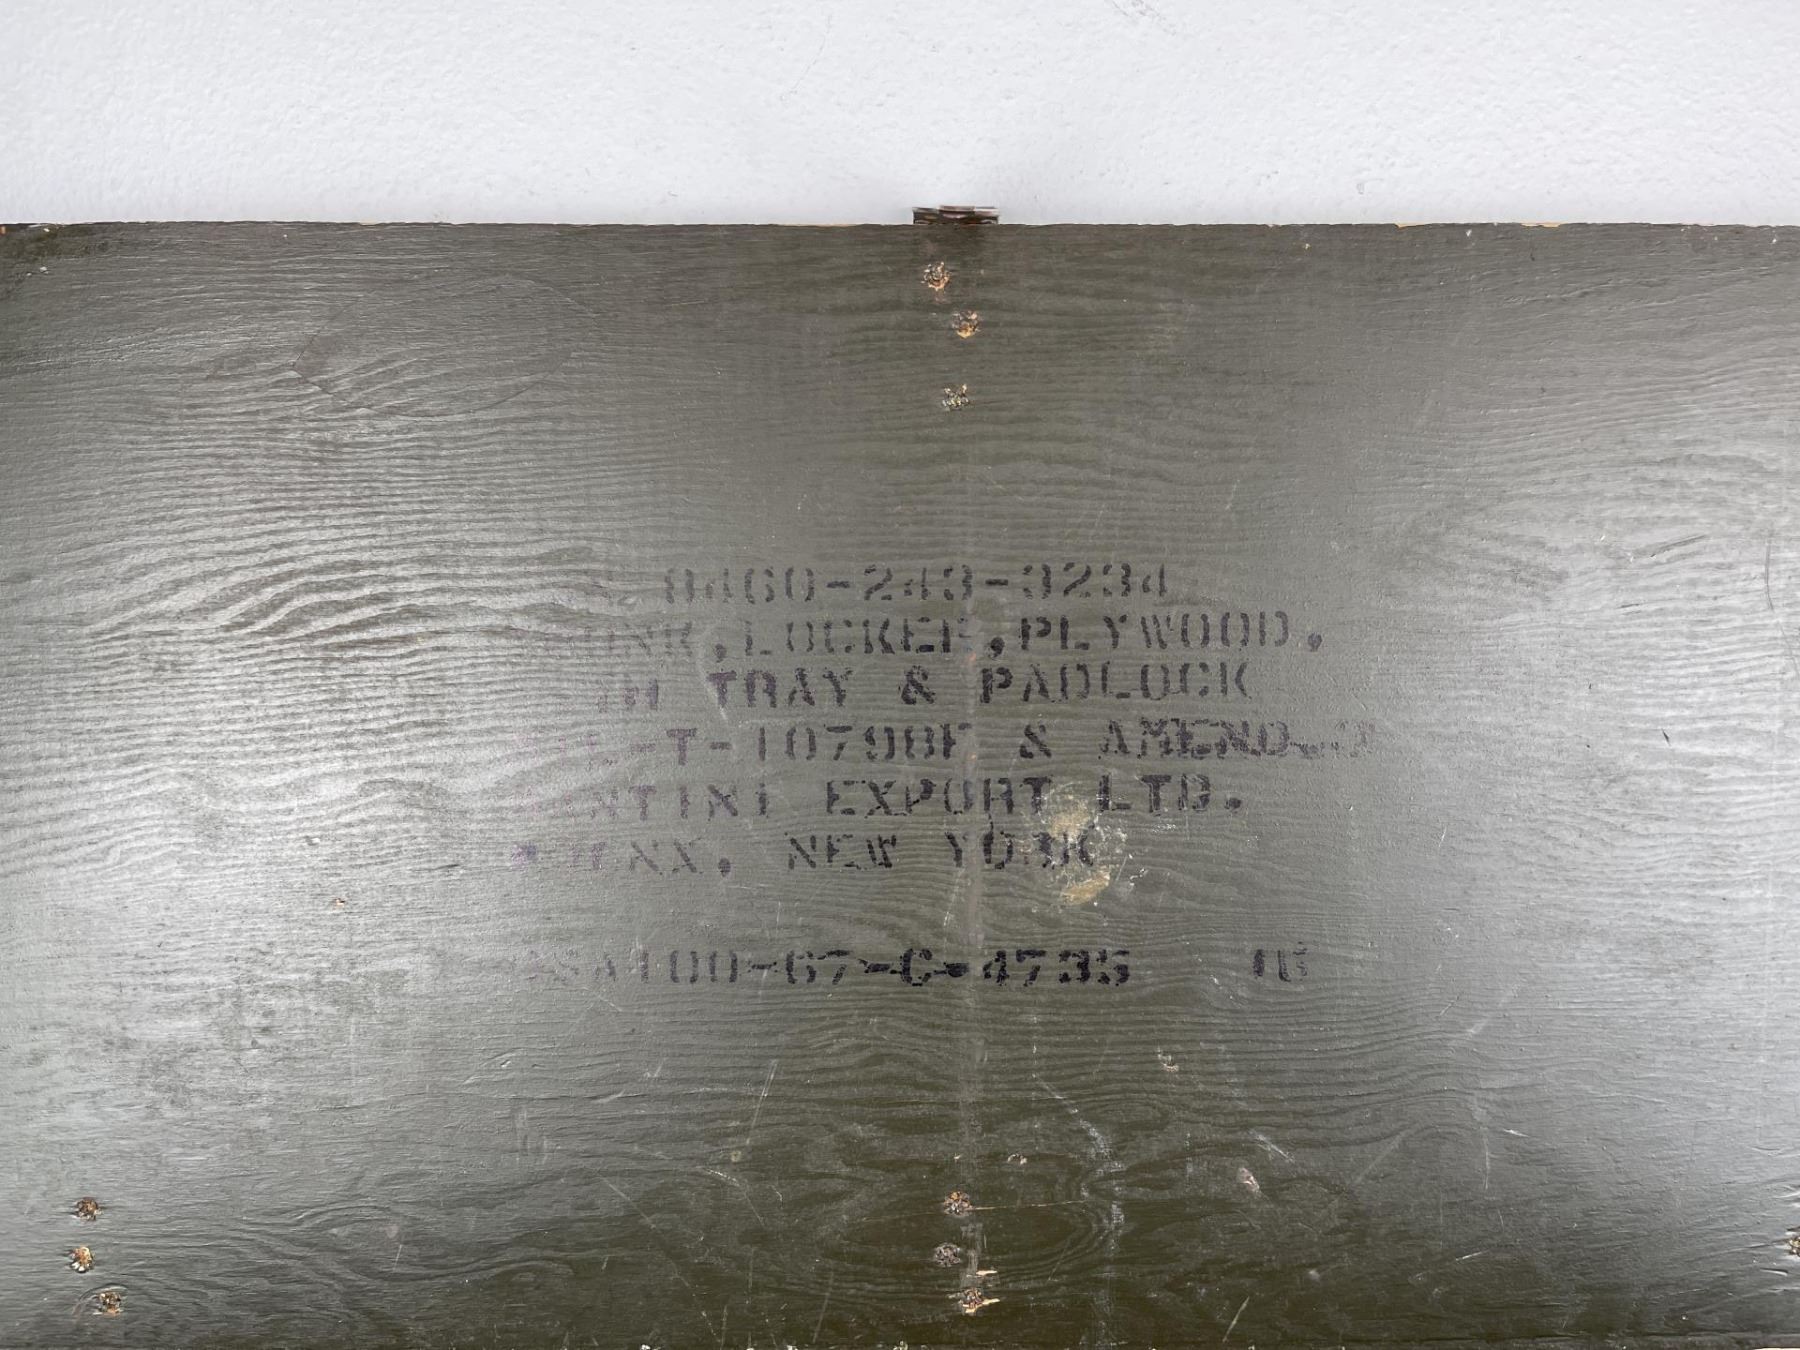 8460-243-3234
LOCKER, PLYWOOD,
TRAY & PADLOCK
-T-10798F & AMEND.
EXPORT LTD.
NEW YORK
100-67-C-4735